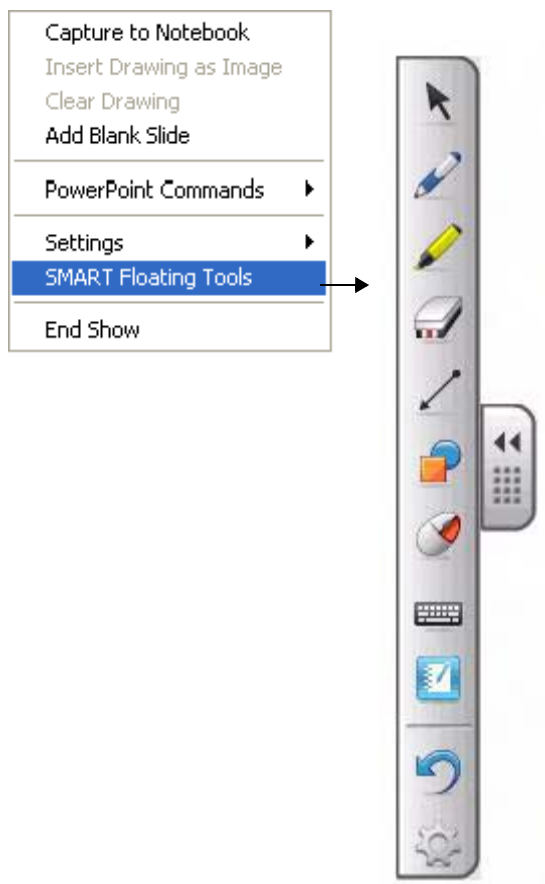 Capture to Notebook
Insert Drawing as Image
Clear Drawing
Add Blank Slide
PowerPoint Commands
Settings
SMART Floating Tools
End Show